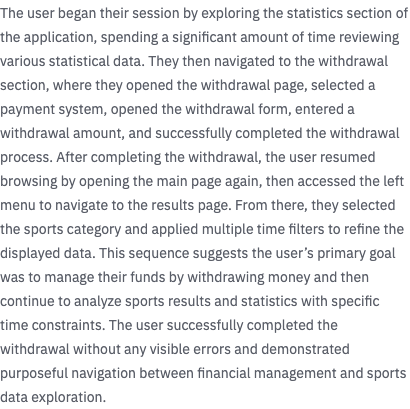 The user began their session by exploring the statistics section of
the application, spending a significant amount of time reviewing
various statistical data. They then navigated to the withdrawal
section, where they opened the withdrawal page, selected a
payment system, opened the withdrawal form, entered a
withdrawal amount, and successfully completed the withdrawal
process. After completing the withdrawal, the user resumed
browsing by opening the main page again, then accessed the left
menu to navigate to the results page. From there, they selected
the sports category and applied multiple time filters to refine the
displayed data. This sequence suggests the user’s primary goal
was to manage their funds by withdrawing money and then
continue to analyze sports results and statistics with specific
time constraints. The user successfully completed the
withdrawal without any visible errors and demonstrated
purposeful navigation between financial management and sports
data exploration.